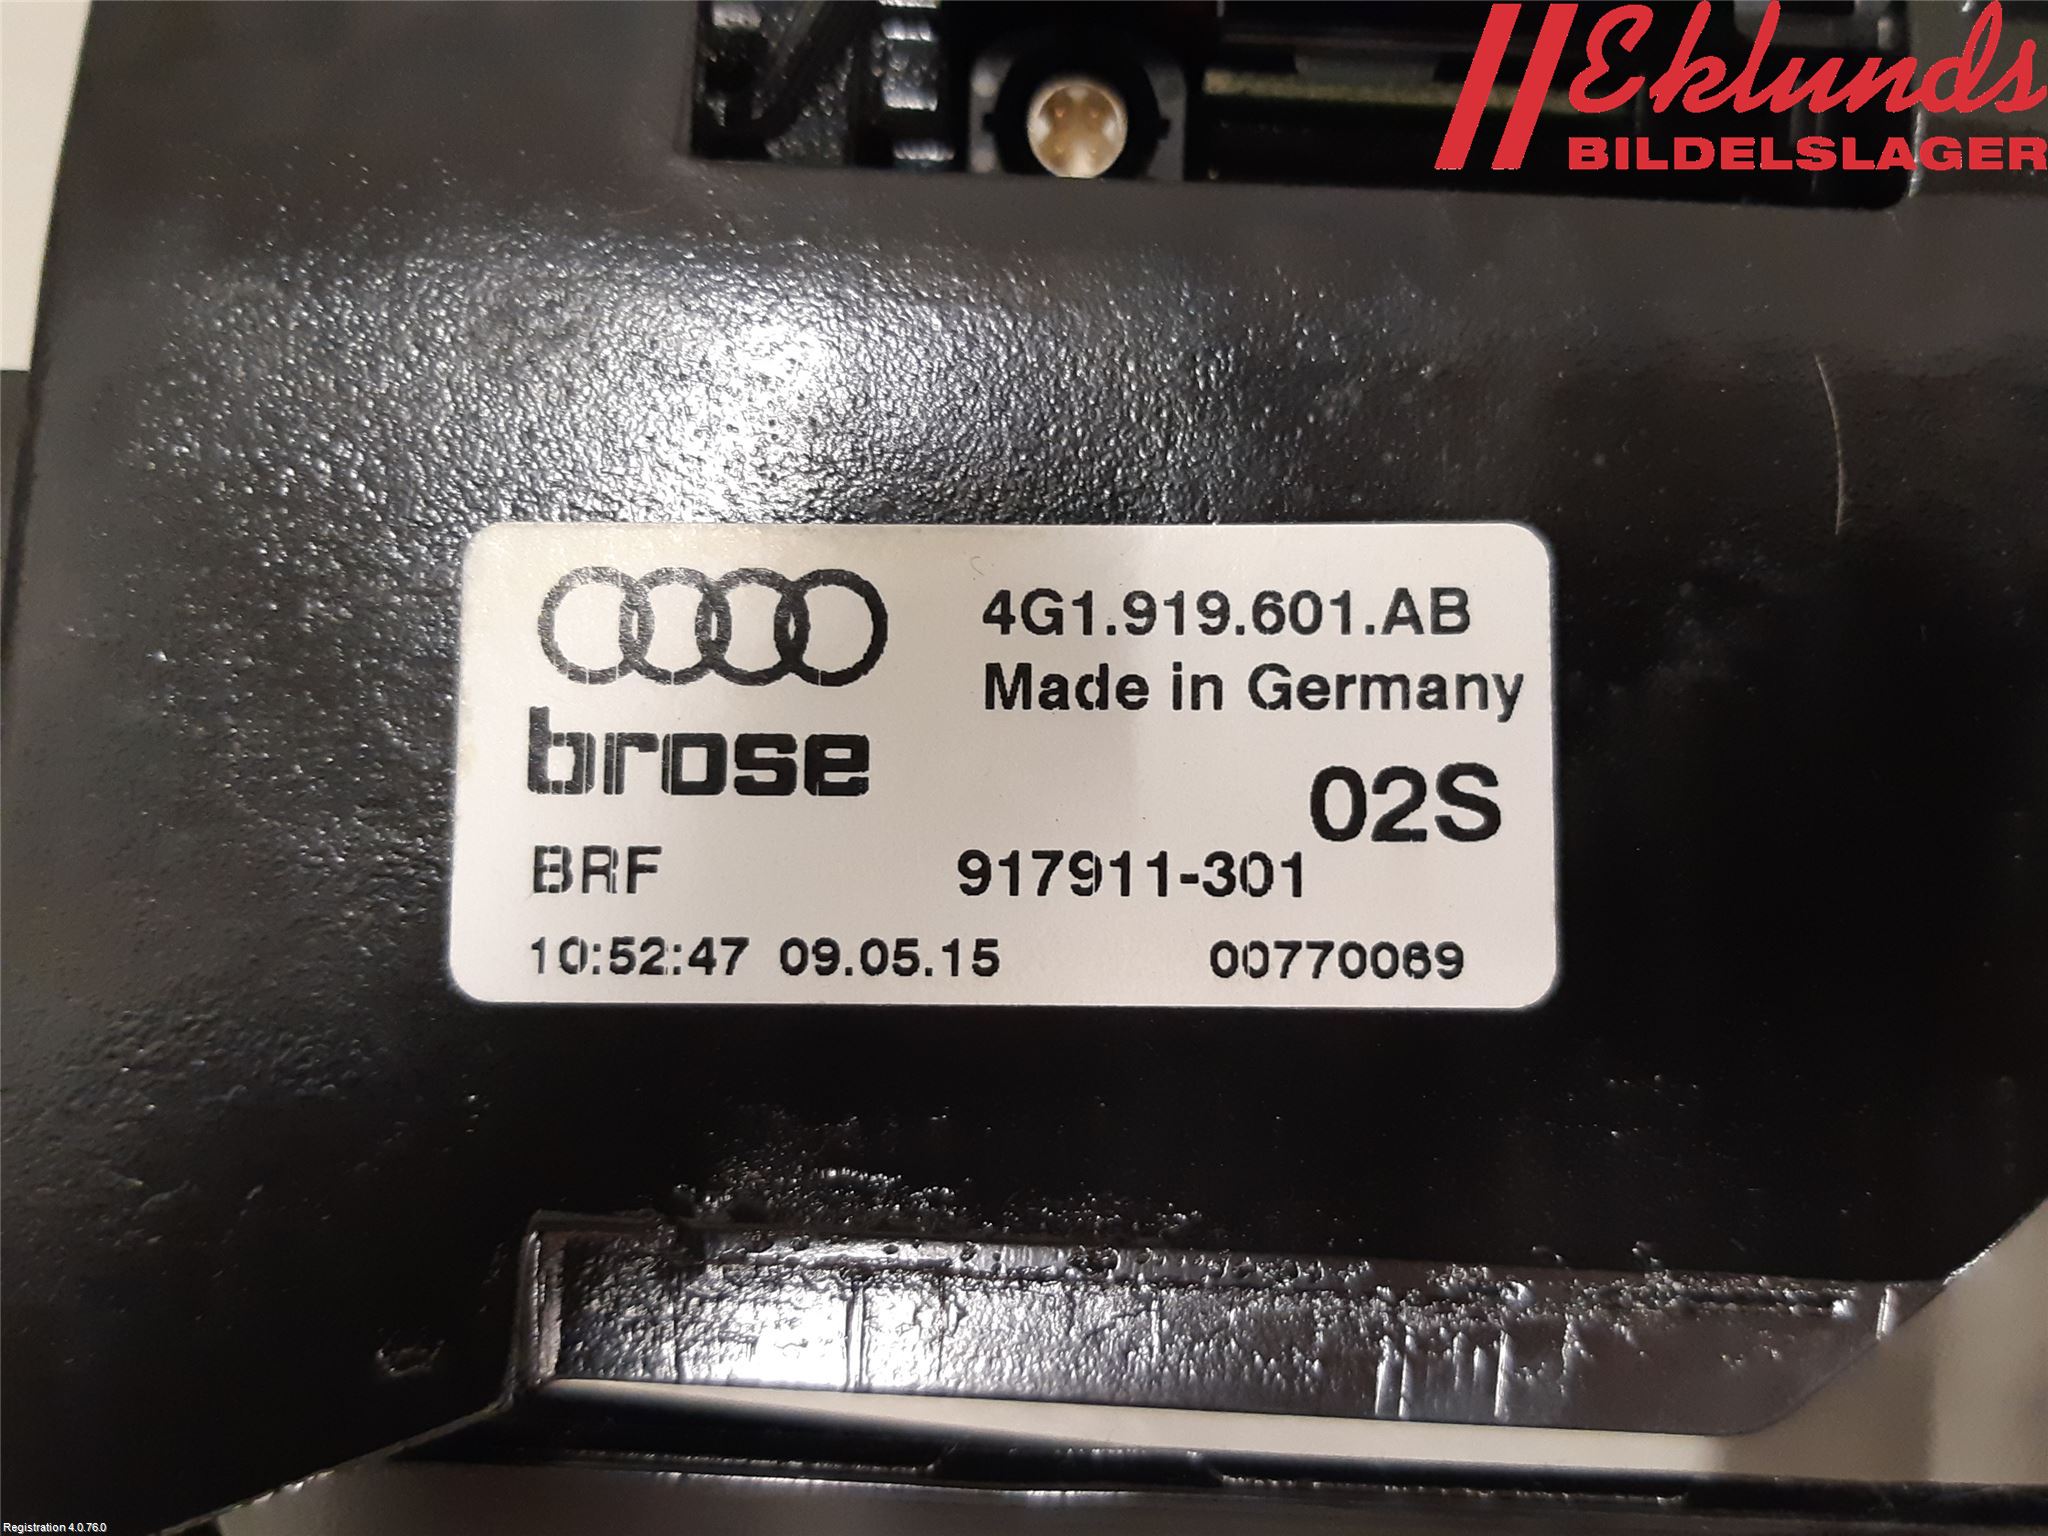 Eklunds
BILDELSLAGER
4G1.919.601.AB
Made in Germany
brose
02S
BRF 917911-301
10:52:47 09.05.15 00770069
Registration 4.0.76.0